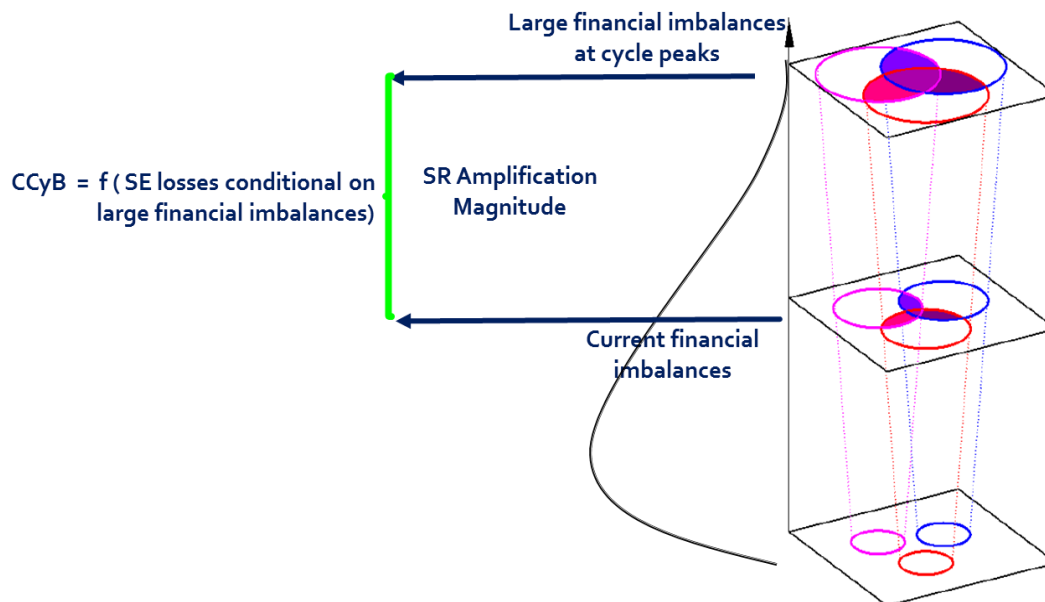 Large financial imbalances
at cycle peaks
CCyB = f ( SE losses conditional on
large financial imbalances)
SR Amplification
Magnitude
Current financial
imbalances